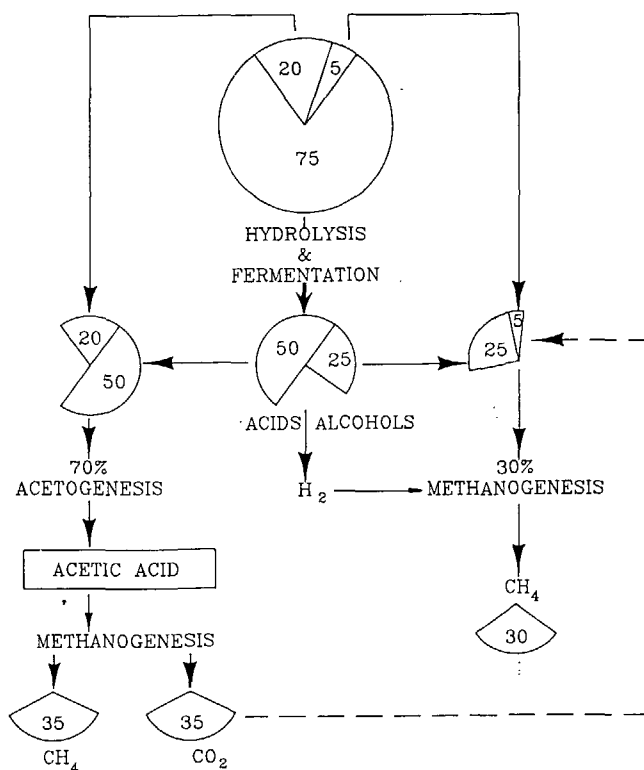 20 5
75
HYDROLYSIS
&
FERMENTATION
20
50
50
25
5
25
ACIDS ALCOHOLS
70%
ACETOGENESIS
H₂
30%
METHANOGENESIS
ACETIC ACID
CH₄
30
METHANOGENESIS
35
CH₄
35
CO₂